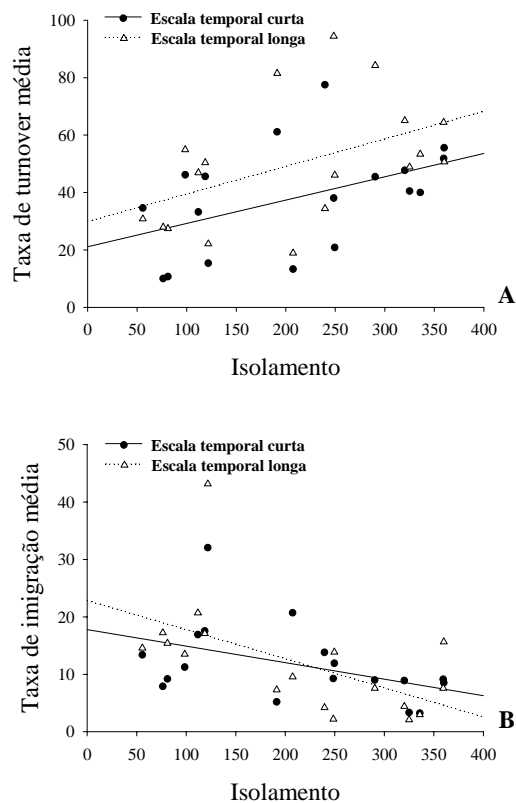 Escala temporal curta
Escala temporal longa
100
80
60
40
20
0
Taxa de turnover média
0 50 100 150 200 250 300 350 400
Isolamento
A
Escala temporal curta
Escala temporal longa
50
40
30
20
10
0
Taxa de imigração média
0 50 100 150 200 250 300 350 400
Isolamento
B